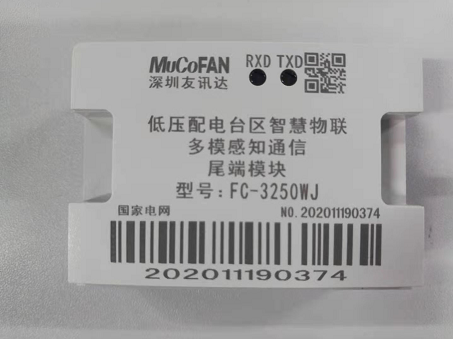 MuCoFAN RXD TXD
深圳友讯达
低压配电台区智慧物联
多模感知通信
尾端模块
型号：FC-3250WJ
国家电网 NO.202011190374
202011190374